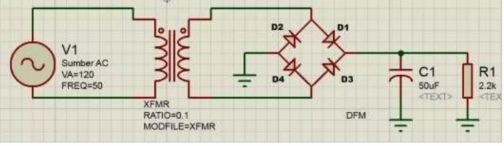 D2
D1
V1
Sumber AC
VA=120
FREQ=50
D4
D3
C1
50uF
<TEXT>
R1
2.2k
XFMR
RATIO=0.1
MODFILE=XFMR
DFM